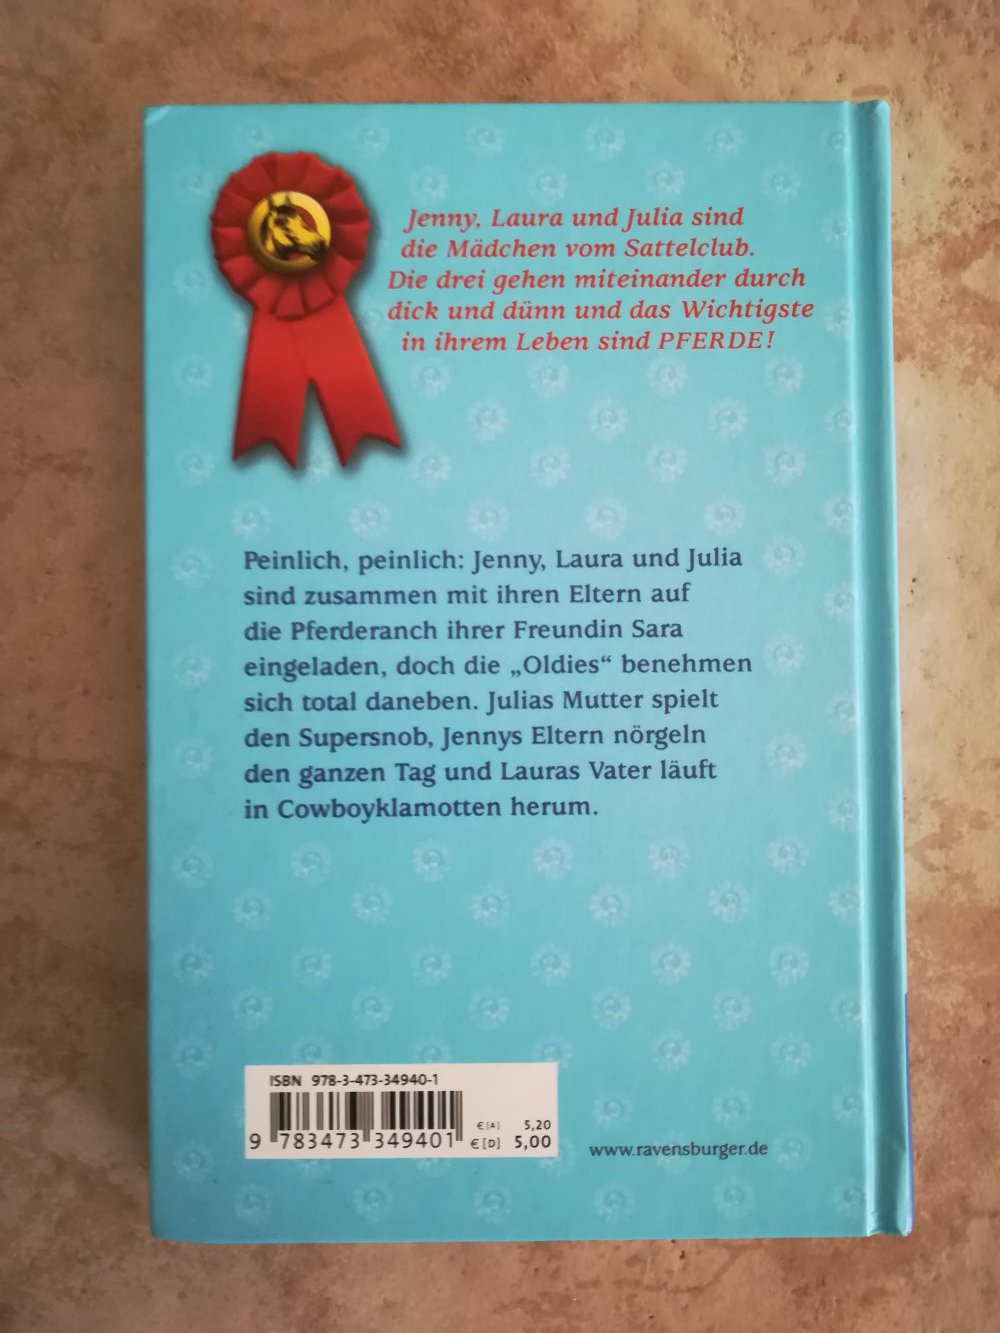 Jenny, Laura und Julia sind
die Mädchen vom Sattelclub.
Die drei gehen miteinander durch
dick und dünn und das Wichtigste
in ihrem Leben sind PFERDE!
Peinlich, peinlich: Jenny, Laura und Julia
sind zusammen mit ihren Eltern auf
die Pferderanch ihrer Freundin Sara
eingeladen, doch die „Oldies“ benehmen
sich total daneben. Julias Mutter spielt
den Supersnob, Jennys Eltern nörgeln
den ganzen Tag und Lauras Vater läuft
in Cowboyklamotten herum.
ISBN 978-3-473-34940-1
€ [A] 5,20
9 783473 349401 € [D] 5,00
www.ravensburger.de